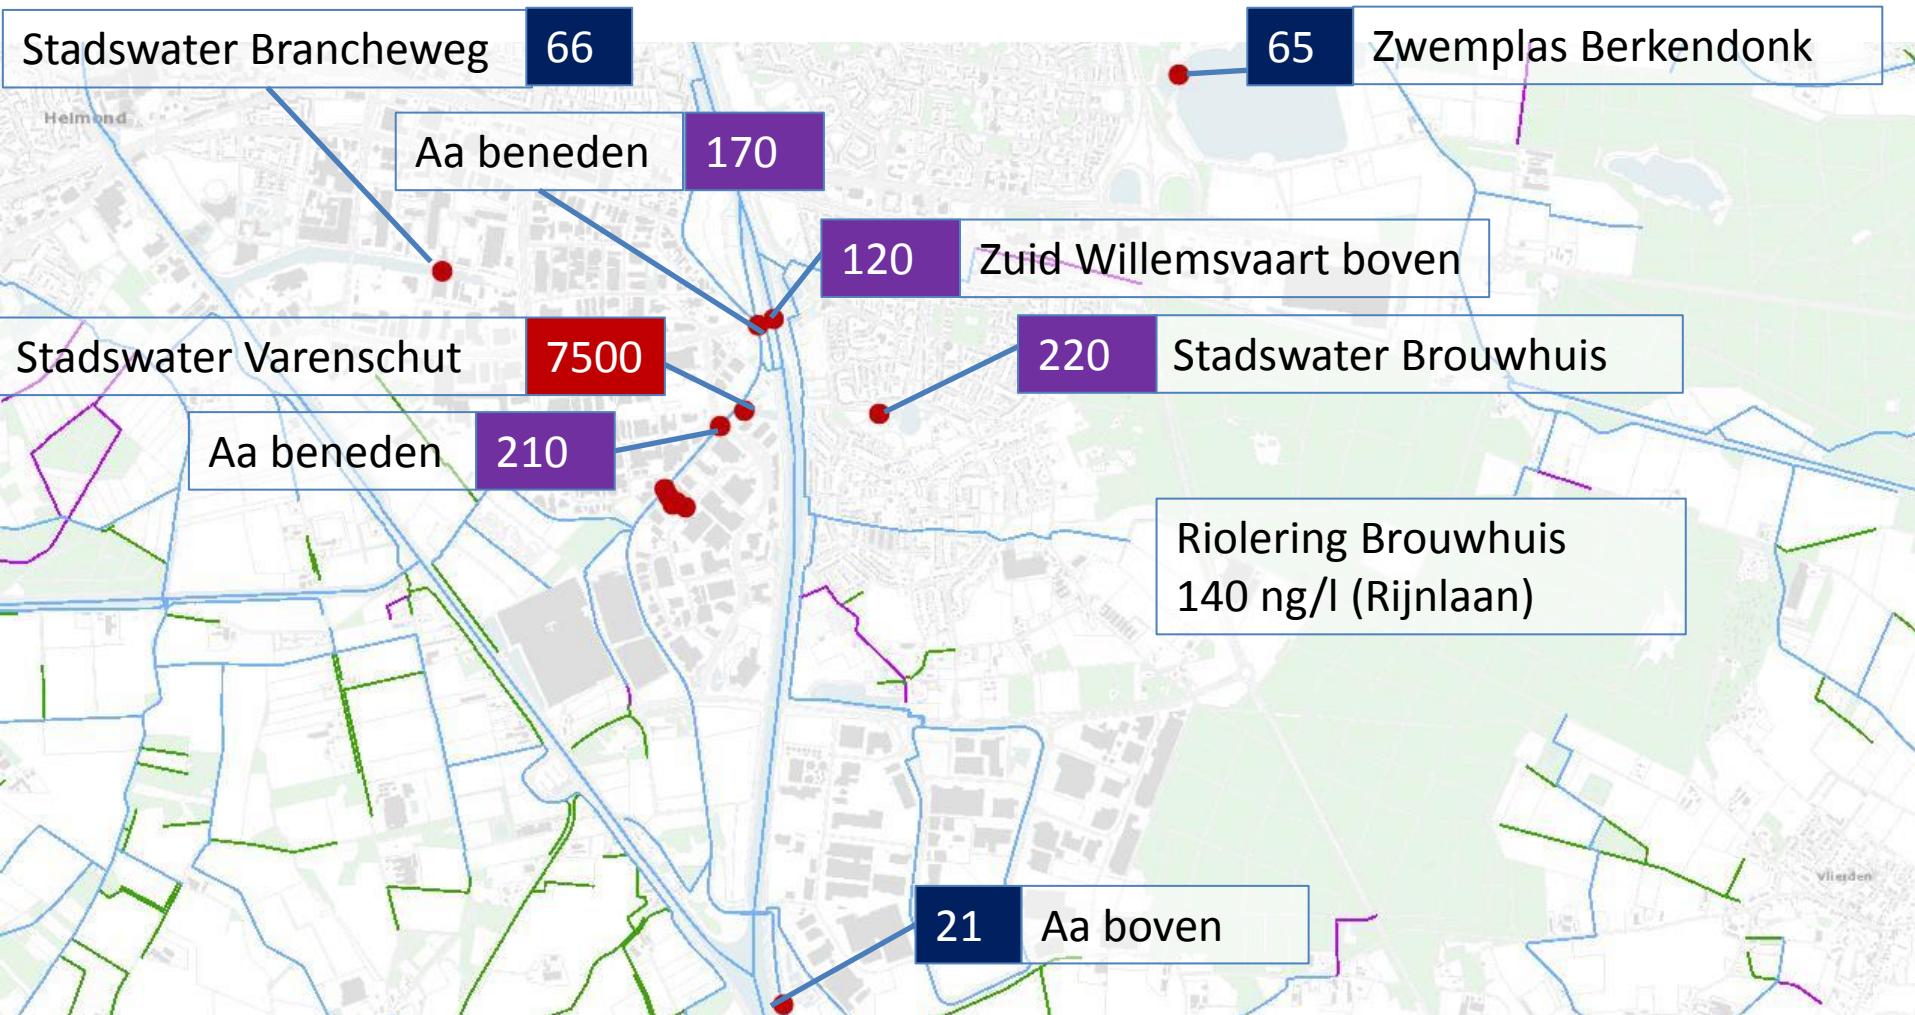 Stadswater Brancheweg 66
65 Zwemplas Berkendonk
Helmond
Aa beneden 170
120 Zuid Willemsvaart boven
Stadswater Varenschut 7500
220 Stadswater Brouwhuis
Aa beneden 210
Riolering Brouwhuis
140 ng/l (Rijnlaan)
Vlierden
21 Aa boven